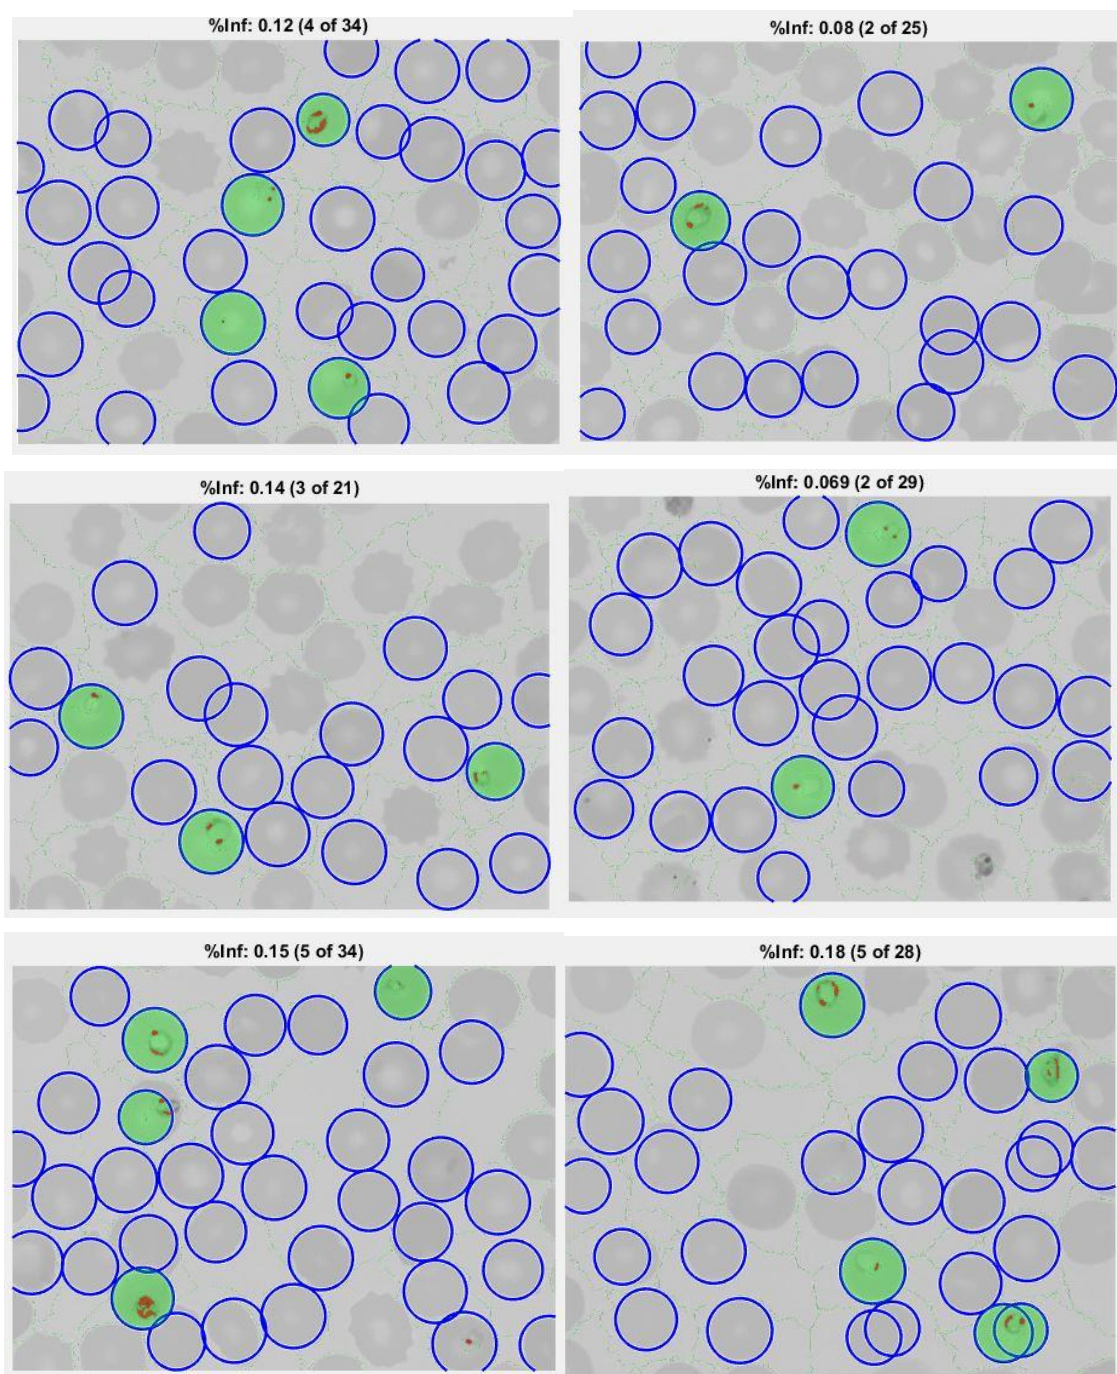 %Inf: 0.12 (4 of 34)
%Inf: 0.08 (2 of 25)
%Inf: 0.14 (3 of 21)
%Inf: 0.069 (2 of 29)
%Inf: 0.15 (5 of 34)
%Inf: 0.18 (5 of 28)